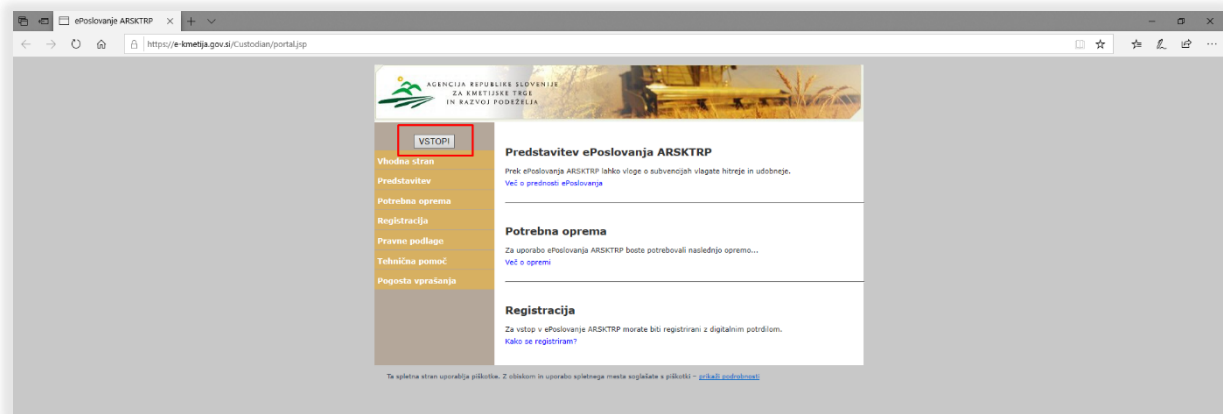 ePoslovanje ARSKTRP
https://e-kmetija.gov.si/Custodian/portal.jsp
AGENCIJA REPUBLIKE SLOVENIJE
ZA KMETIJSKE TRGE
IN RAZVOJ PODEŽELJA
VSTOPI
Vhodna stran
Predstavitev
Potrebna oprema
Registracija
Pravne podlage
Tehnična pomoč
Pogosta vprašanja
Predstavitev ePoslovanja ARSKTRP
Prek ePoslovanja ARSKTRP lahko vloge o subvencijah vlagate hitreje in udobneje.
Več o prednosti ePoslovanja
Potrebna oprema
Za uporabo ePoslovanja ARSKTRP boste potrebovali naslednjo opremo...
Več o opremi
Registracija
Za vstop v ePoslovanje ARSKTRP morate biti registrirani z digitalnim potrdilom.
Kako se registriram?
Ta spletna stran uporablja piškotke. Z obiskom in uporabo spletnega mesta soglašate s piškotki – prikaži podrobnosti